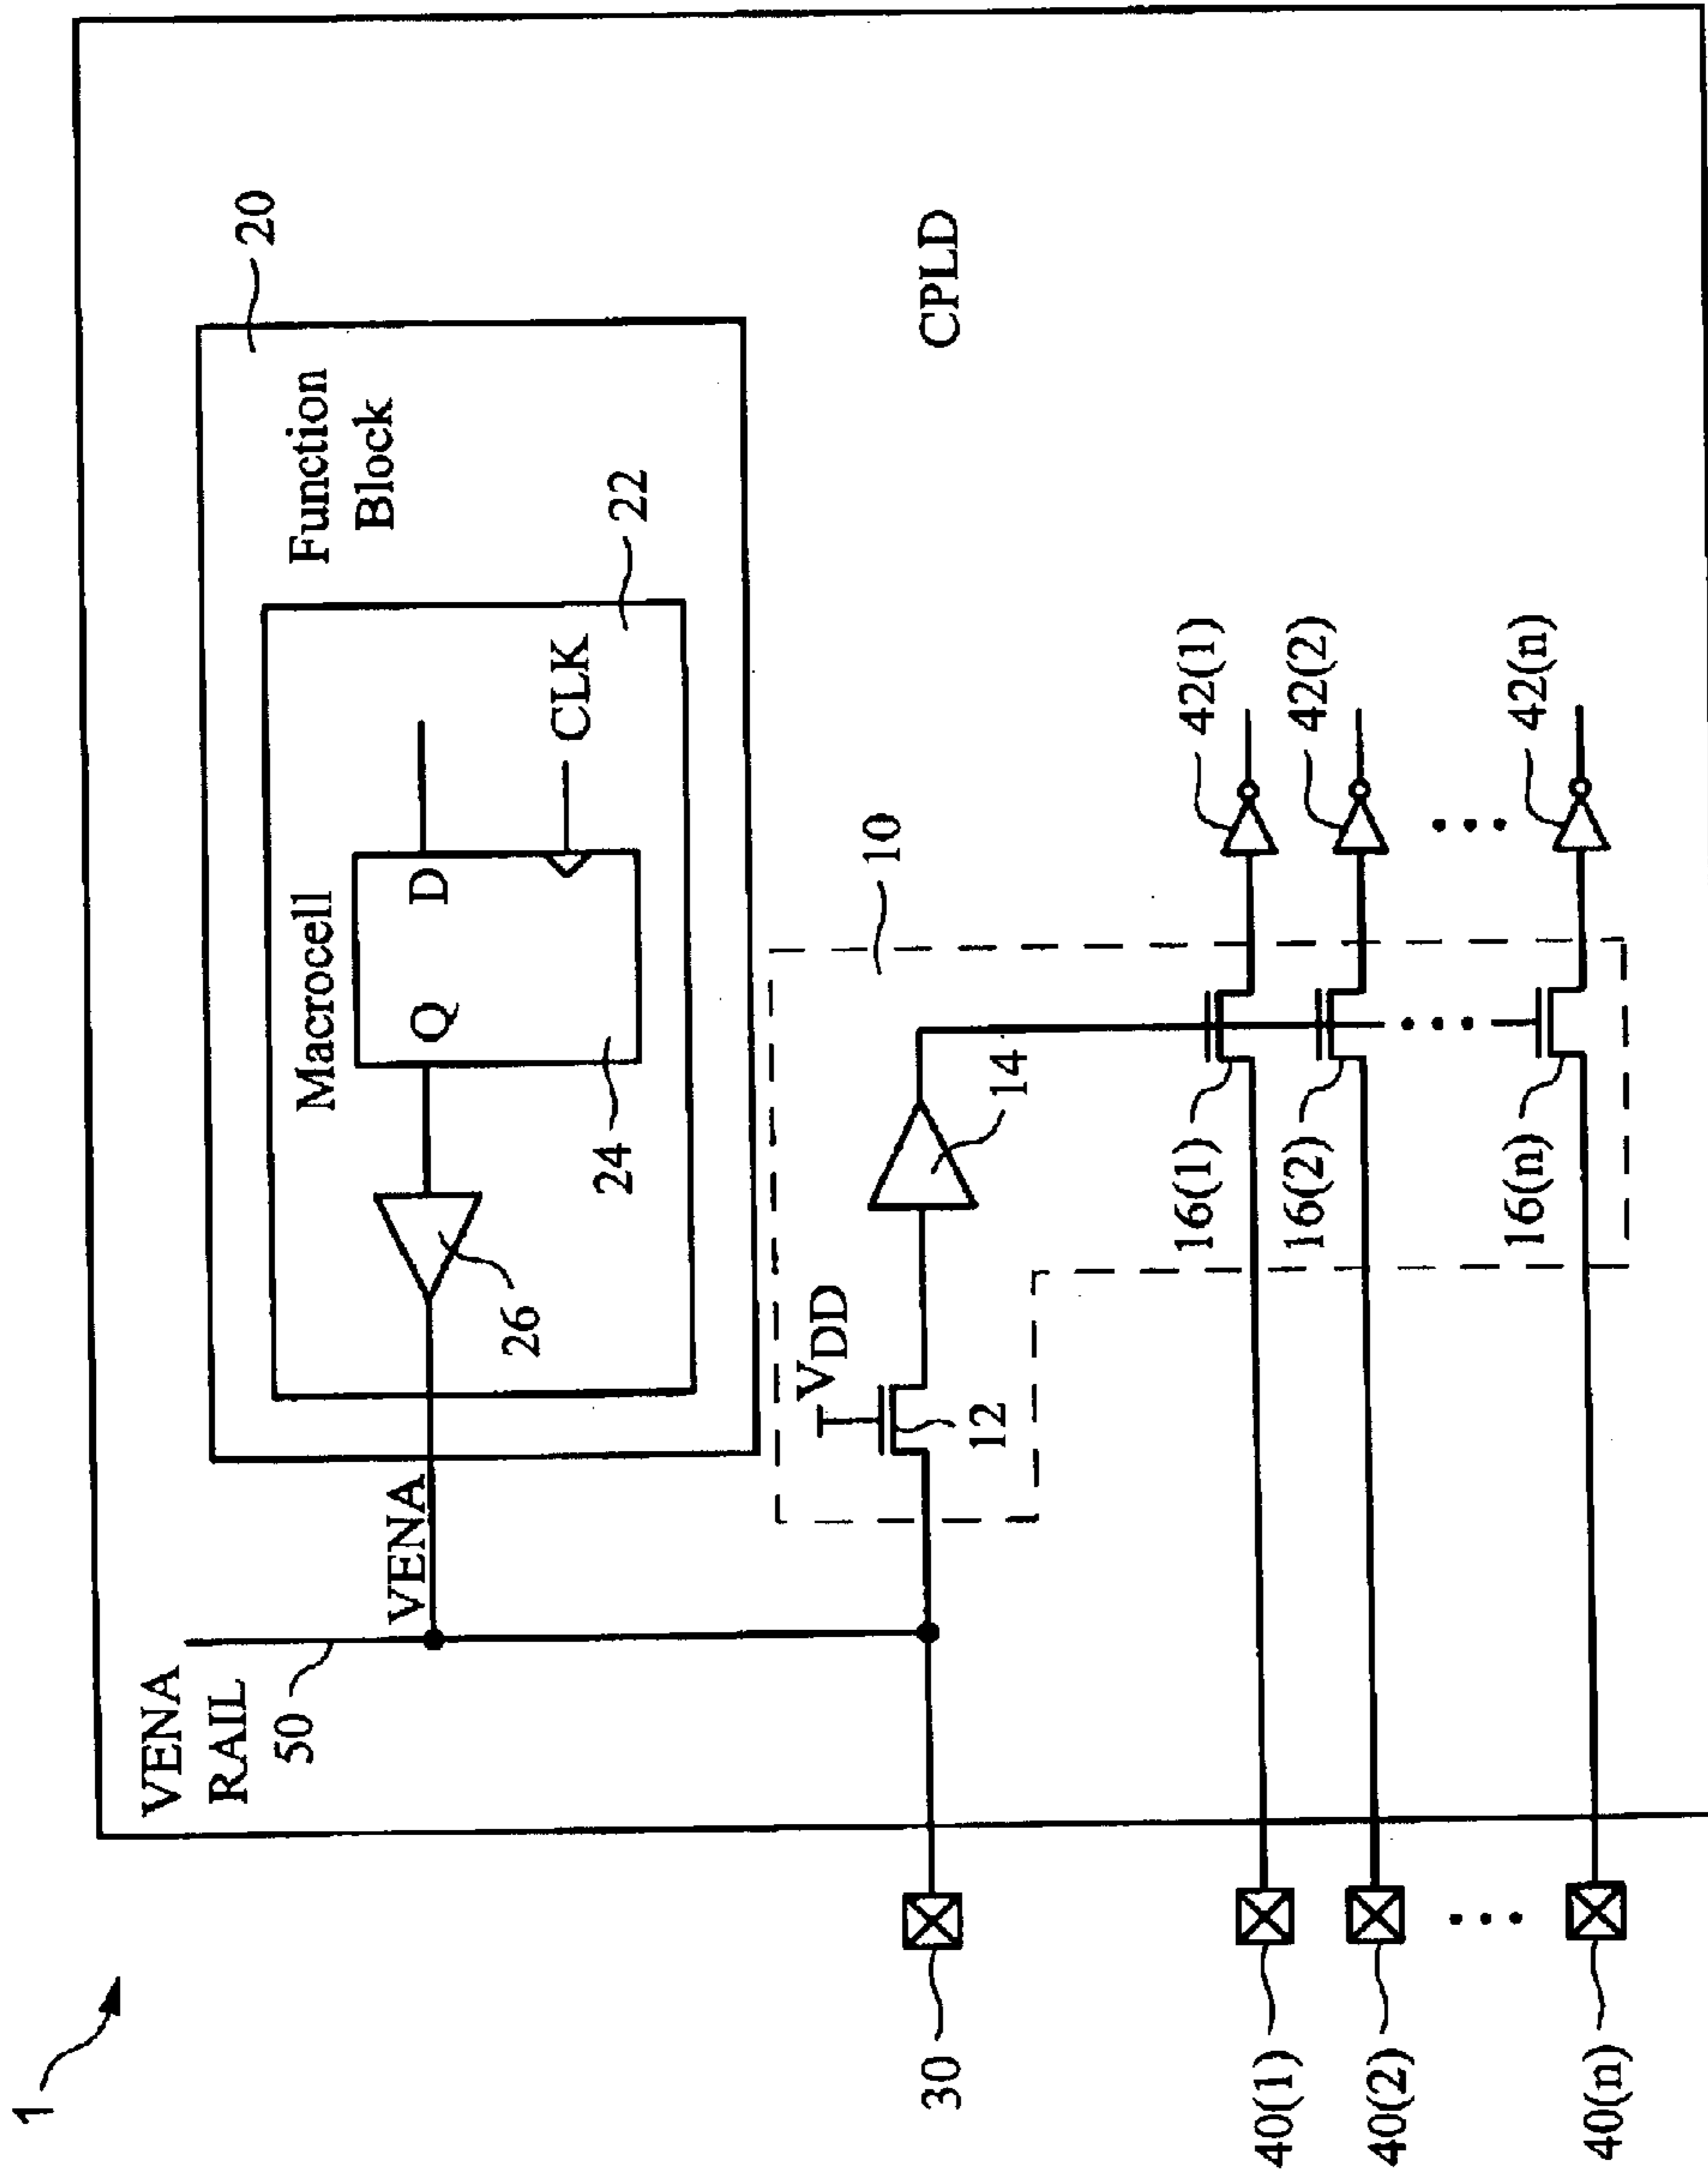 1
VENA
RAIL
50
VENA
Function
Block
20
Macrocell
Q
D
CLK
22
24
26
VDD
12
14
10
CPLD
30
40(1)
16(1)
42(1)
40(2)
16(2)
42(2)
40(n)
16(n)
42(n)